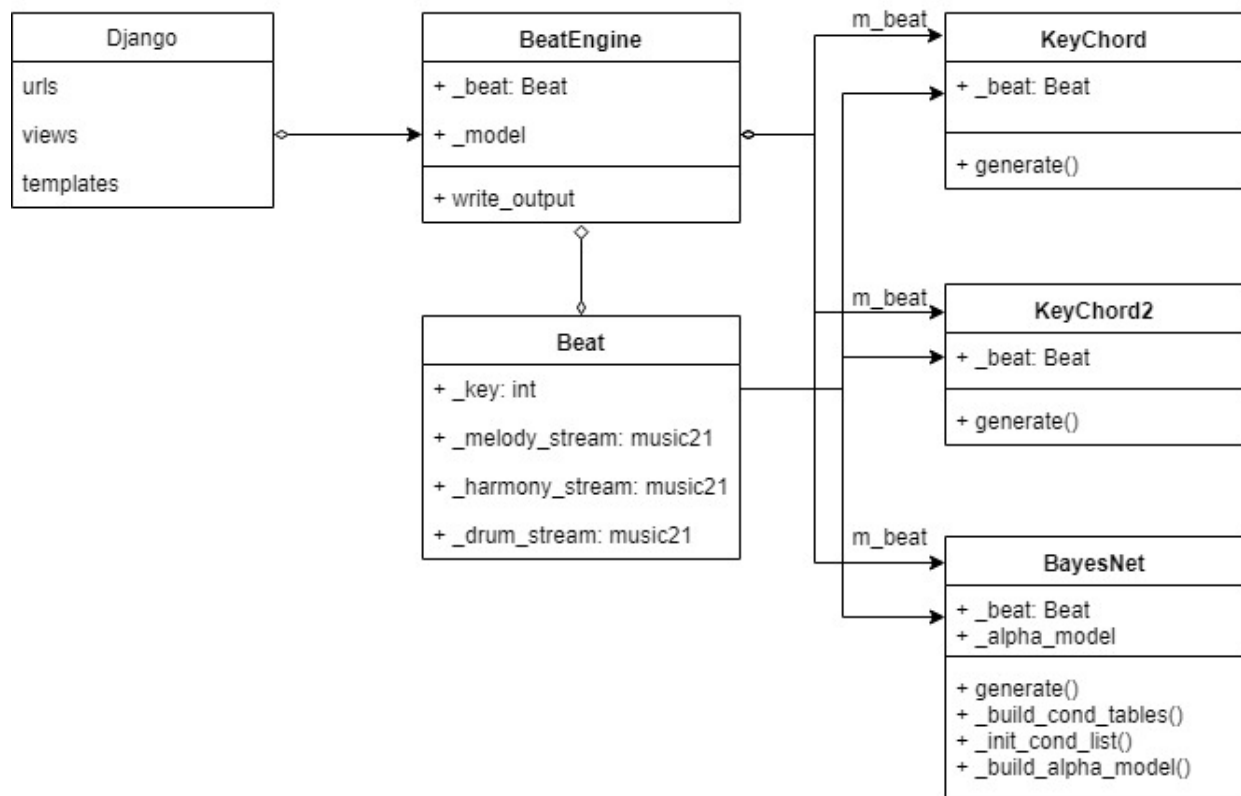 Django
urls
views
templates
BeatEngine
+ _beat: Beat
+ _model
+ write_output
Beat
+ _key: int
+ _melody_stream: music21
+ _harmony_stream: music21
+ _drum_stream: music21
m_beat
KeyChord
+ _beat: Beat
+ generate()
m_beat
KeyChord2
+ _beat: Beat
+ generate()
m_beat
BayesNet
+ _beat: Beat
+ _alpha_model
+ generate()
+ _build_cond_tables()
+ _init_cond_list()
+ _build_alpha_model()